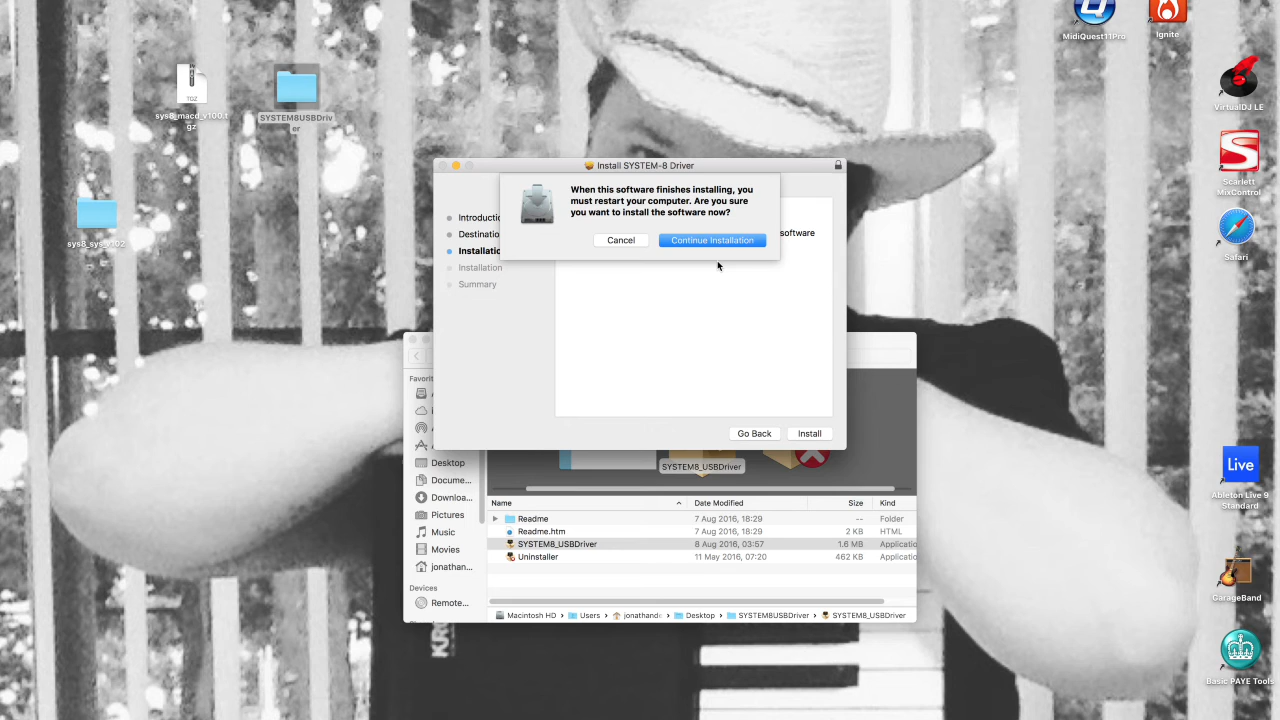 MidiQuest11Pro
Ignite
sys8_macd_v100.t
gz
TGZ
SYSTEM8USBDriv
er
VirtualDJ LE
Install SYSTEM-8 Driver
When this software finishes installing, you
must restart your computer. Are you sure
you want to install the software now?
Cancel
Continue Installation
Introductio
Destinatio
Installatio
Installation
Summary
software
Scarlett
MixControl
sys8_sys_v102
Safari
Go Back
Install
Favorit
Desktop
Docume...
Downloa...
Pictures
Music
Movies
jonathan...
Devices
Remote...
SYSTEM8_USBDriver
Name
Date Modified
Size
Kind
Readme
7 Aug 2016, 18:29
--
Folder
Readme.htm
7 Aug 2016, 18:29
2 KB
HTML
SYSTEM8_USBDriver
8 Aug 2016, 03:57
1.6 MB
Applicatio
Uninstaller
11 May 2016, 07:20
462 KB
Applicatio
Macintosh HD
Users
jonathand
Desktop
SYSTEM8USBDriver
SYSTEM8_USBDriver
Live
Ableton Live 9
Standard
GarageBand
Basic PAYE Tools